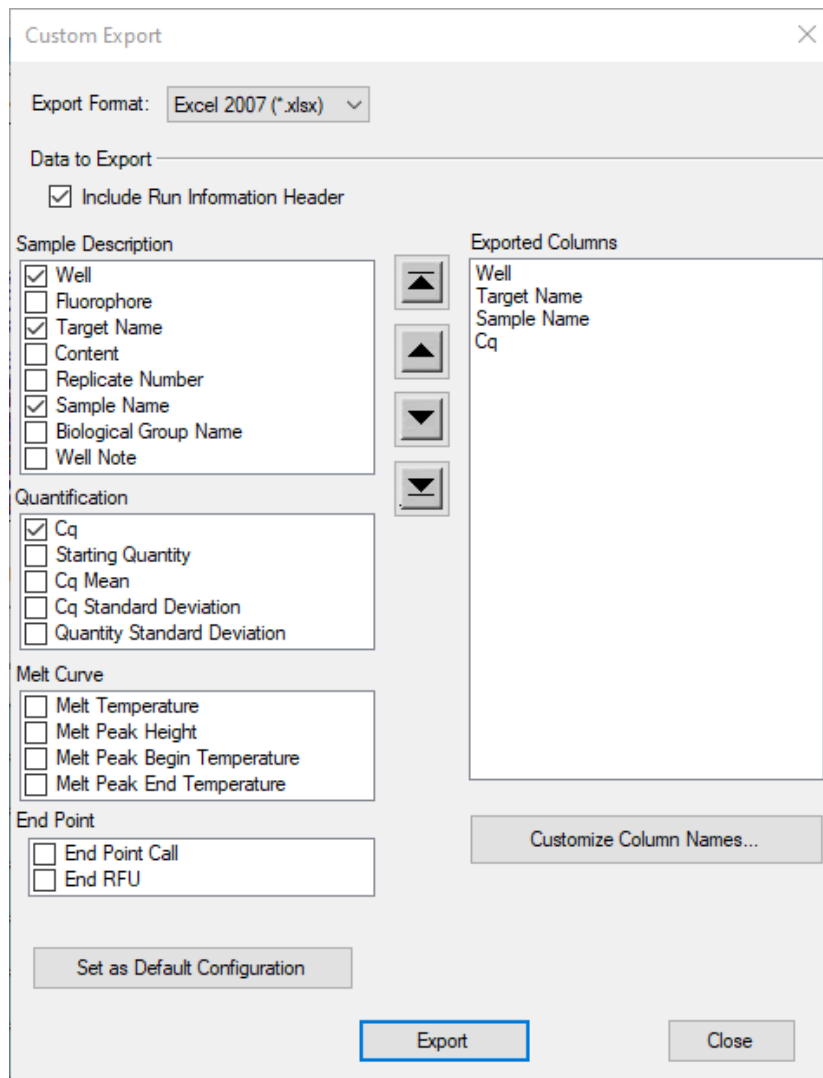 Custom Export
Export Format: Excel 2007 (*.xlsx)
Data to Export
Include Run Information Header
Sample Description
Well
Fluorophore
Target Name
Content
Replicate Number
Sample Name
Biological Group Name
Well Note
Quantification
Cq
Starting Quantity
Cq Mean
Cq Standard Deviation
Quantity Standard Deviation
Melt Curve
Melt Temperature
Melt Peak Height
Melt Peak Begin Temperature
Melt Peak End Temperature
End Point
End Point Call
End RFU
Exported Columns
Well
Target Name
Sample Name
Cq
Customize Column Names...
Set as Default Configuration
Export
Close